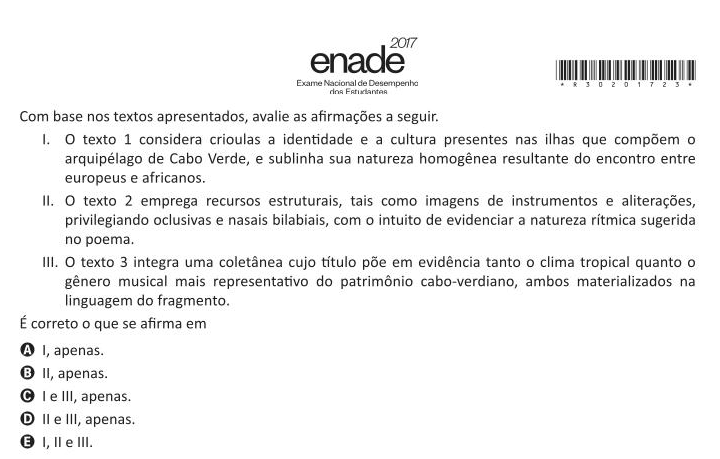 2017
enade
Exame Nacional de Desempenho
dos Estudantes
* R 3 0 2 0 1 7 2 3 *
Com base nos textos apresentados, avalie as afirmações a seguir.
I. O texto 1 considera crioulas a identidade e a cultura presentes nas ilhas que compõem o
arquipélago de Cabo Verde, e sublinha sua natureza homogênea resultante do encontro entre
europeus e africanos.
II. O texto 2 emprega recursos estruturais, tais como imagens de instrumentos e aliterações,
privilegiando oclusivas e nasais bilabiais, com o intuito de evidenciar a natureza rítmica sugerida
no poema.
III. O texto 3 integra uma coletânea cujo título põe em evidência tanto o clima tropical quanto o
gênero musical mais representativo do patrimônio cabo-verdiano, ambos materializados na
linguagem do fragmento.
É correto o que se afirma em
A I, apenas.
B II, apenas.
C I e III, apenas.
D II e III, apenas.
E I, II e III.